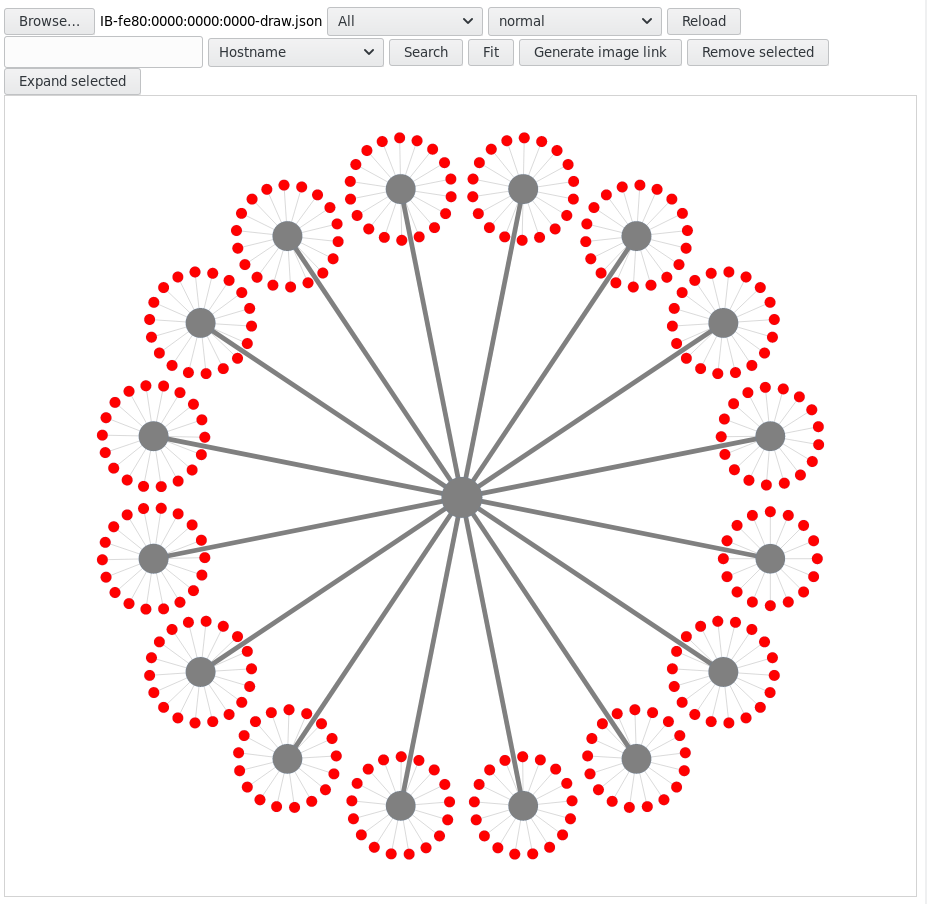 Browse... IB-fe80:0000:0000:0000-draw.json All normal Reload
Hostname Search Fit Generate image link Remove selected
Expand selected